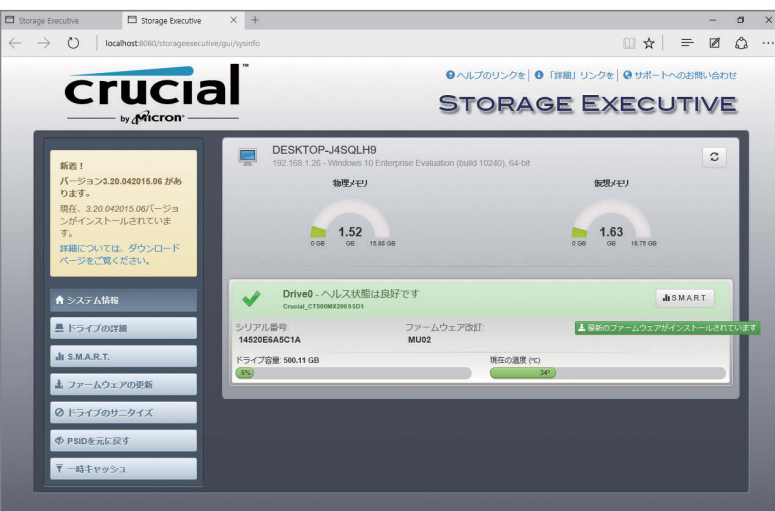 Storage Executive
Storage Executive
localhost:8080/storageexecutive/gui/sysinfo
crucial™
by Micron®
ヘルプのリンクを | 「詳細」リンクを | サポートへのお問い合わせ
STORAGE EXECUTIVE
新着！
バージョン3.20.042015.06 があ
ります。
現在、3.20.042015.06バージョ
ンがインストールされていま
す。
詳細については、ダウンロード
ページをご覧ください。
システム情報
ドライブの詳細
S.M.A.R.T.
ファームウェアの更新
ドライブのサニタイズ
PSIDを元に戻す
一時キャッシュ
DESKTOP-J4SQLH9
192.168.1.26 - Windows 10 Enterprise Evaluation (build 10240), 64-bit
物理メモリ
1.52
0 GB GB 15.88 GB
仮想メモリ
1.63
0 GB GB 18.75 GB
Drive0 - ヘルス状態は良好です
Crucial_CT500MX200SSD1
S.M.A.R.T.
シリアル番号:
14520E6A5C1A
ファームウェア改訂:
MU02
最新のファームウェアがインストールされています
ドライブ容量: 500.11 GB
5%
現在の温度 (℃)
34°